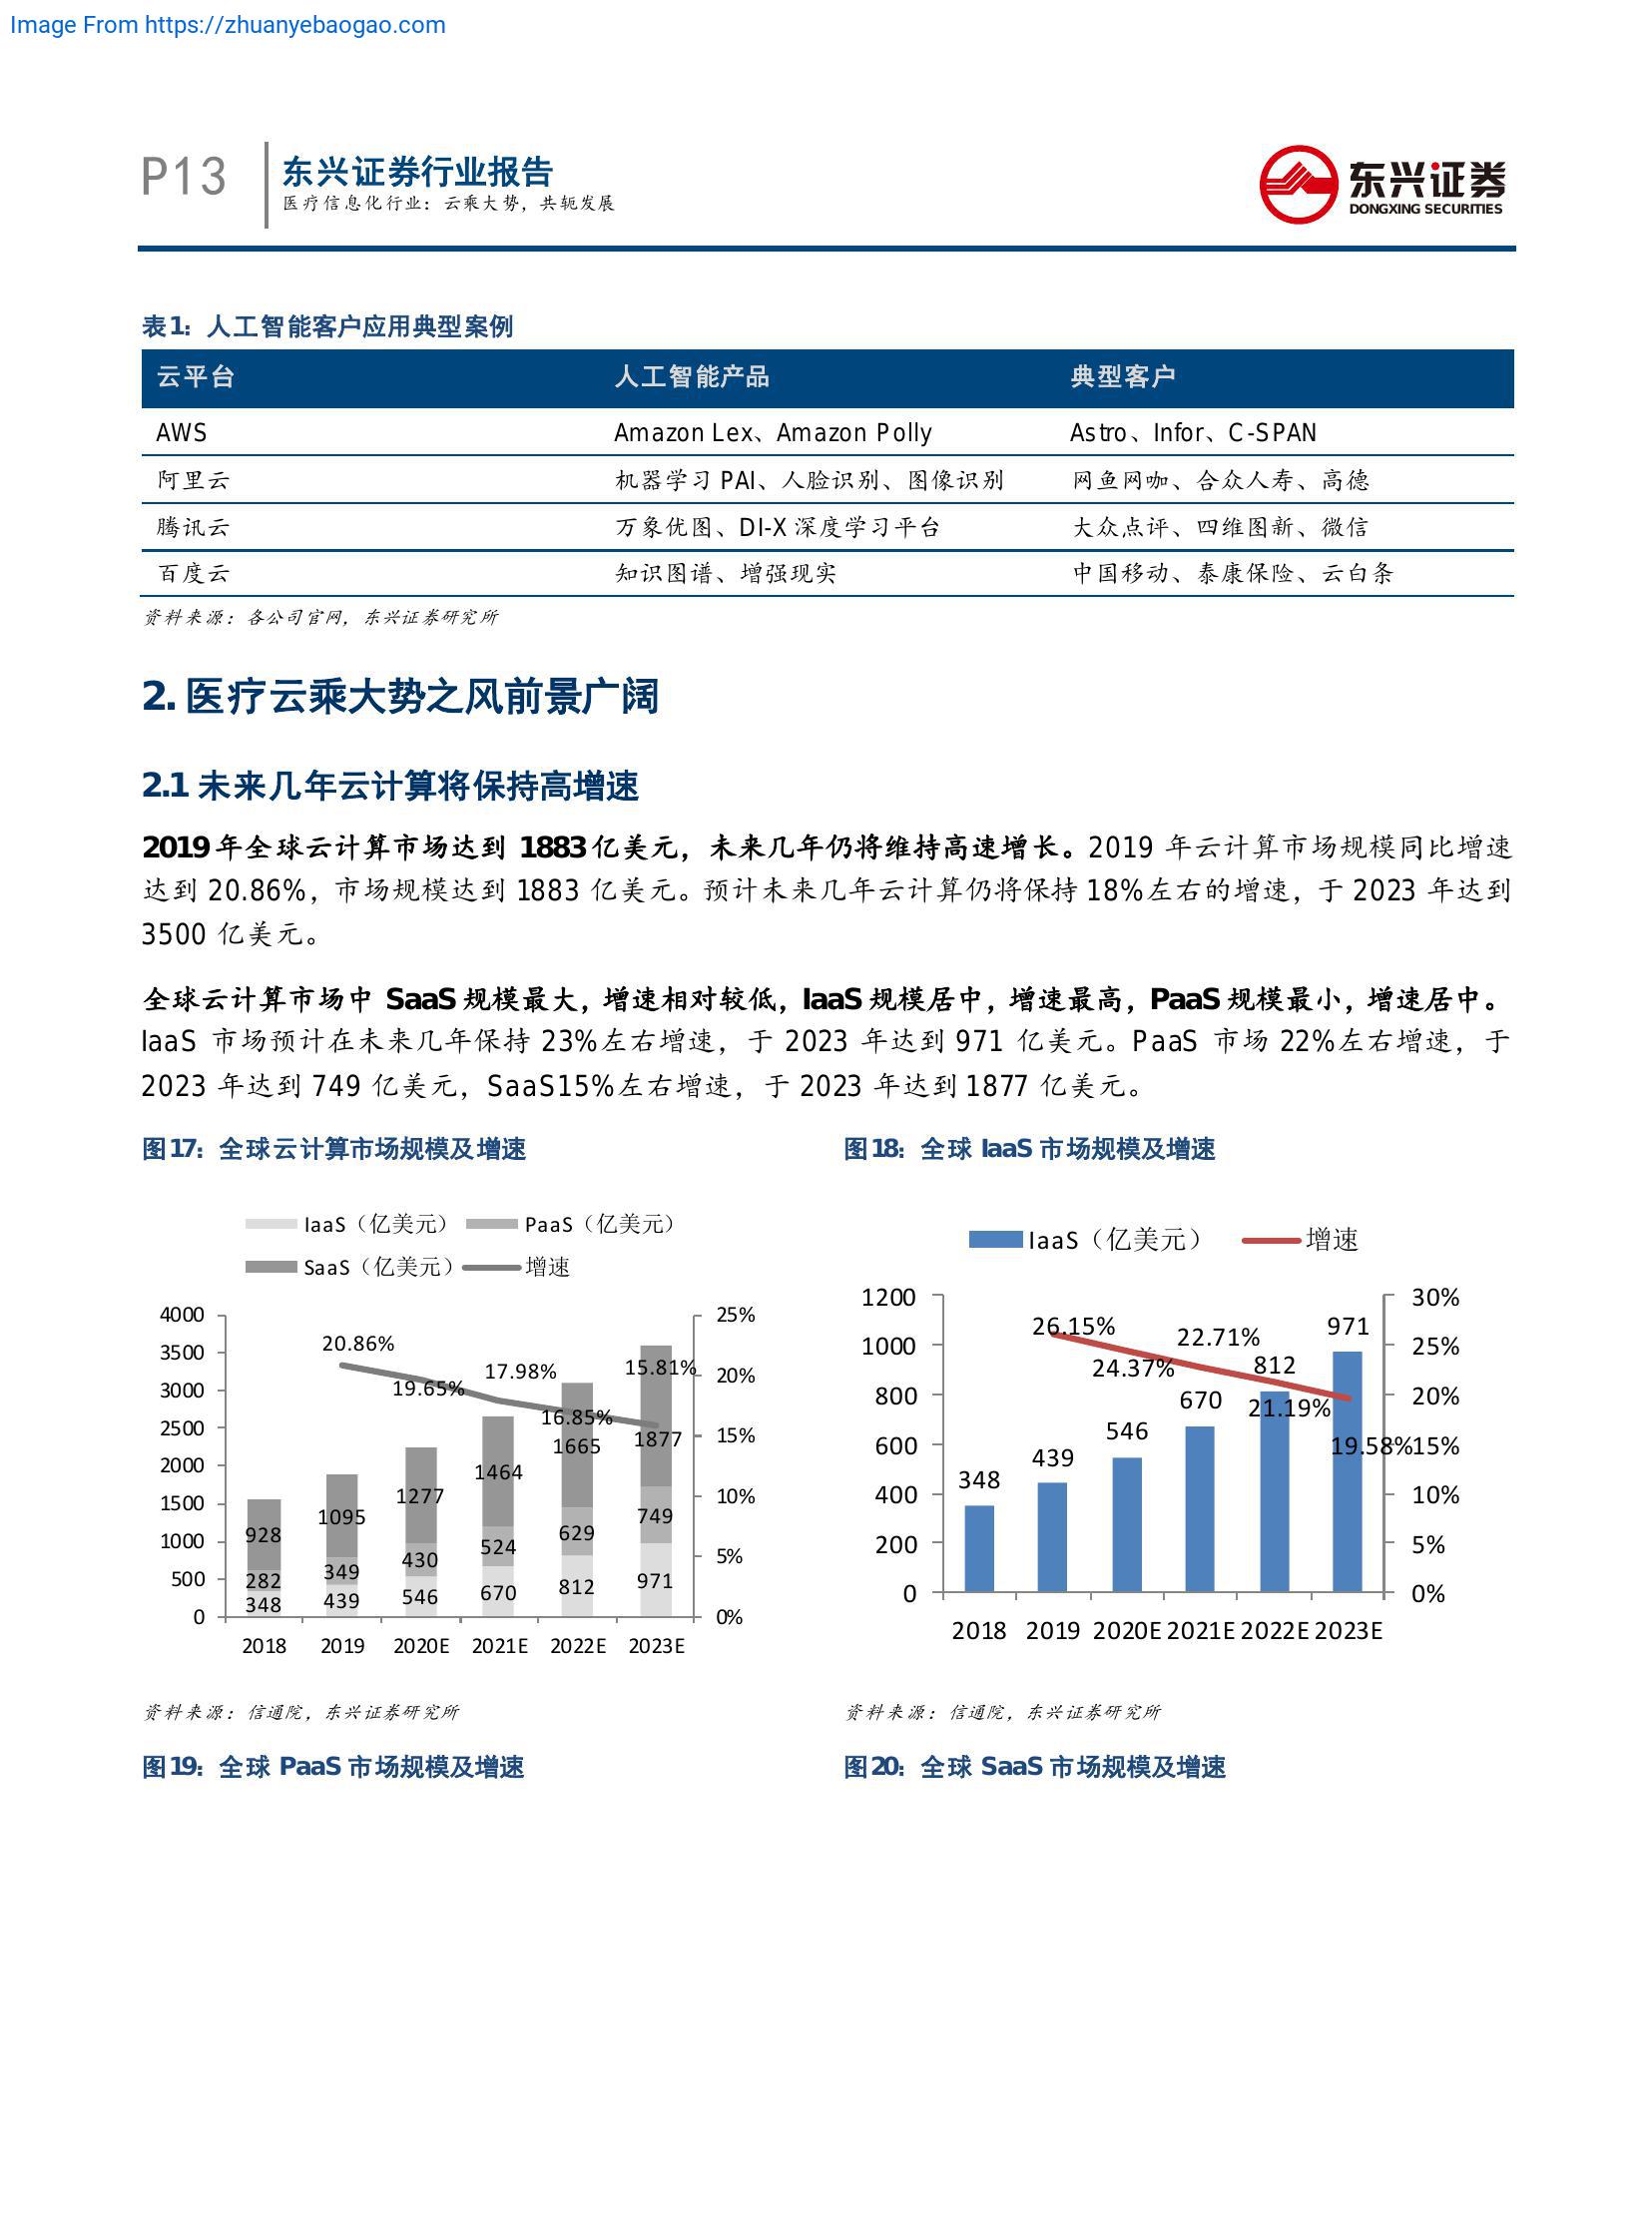 Image From https://zhuanyebaogao.com
P13
东兴证券行业报告
医疗信息化行业：云乘大势，共轭发展
东兴证券
DONGXING SECURITIES
表1：人工智能客户应用典型案例
云平台 人工智能产品 典型客户
AWS Amazon Lex、Amazon Polly Astro、Infor、C-SPAN
阿里云 机器学习 PAI、人脸识别、图像识别 网鱼网咖、合众人寿、高德
腾讯云 万象优图、DI-X 深度学习平台 大众点评、四维图新、微信
百度云 知识图谱、增强现实 中国移动、泰康保险、云白条
资料来源：各公司官网，东兴证券研究所
2. 医疗云乘大势之风前景广阔
2.1 未来几年云计算将保持高增速
2019 年全球云计算市场达到 1883 亿美元，未来几年仍将维持高速增长。2019 年云计算市场规模同比增速
达到 20.86%，市场规模达到 1883 亿美元。预计未来几年云计算仍将保持 18%左右的增速，于 2023 年达到
3500 亿美元。
全球云计算市场中 SaaS 规模最大，增速相对较低，IaaS 规模居中，增速最高，PaaS 规模最小，增速居中。
IaaS 市场预计在未来几年保持 23%左右增速，于 2023 年达到 971 亿美元。PaaS 市场 22%左右增速，于
2023 年达到 749 亿美元，SaaS15%左右增速，于 2023 年达到 1877 亿美元。
图17：全球云计算市场规模及增速
IaaS（亿美元） PaaS（亿美元）
SaaS（亿美元） 增速
4000 25%
3500 20%
3000 15%
2500 10%
2000 5%
1500 0%
1000
500
0
20.86% 19.65% 17.98% 16.85% 15.81%
928 1095 1277 1464 1665 1877
282 349 430 524 629 749
348 439 546 670 812 971
2018 2019 2020E 2021E 2022E 2023E
资料来源：信通院，东兴证券研究所
图18：全球 IaaS 市场规模及增速
IaaS（亿美元） 增速
1200 30%
1000 25%
800 20%
600 15%
400 10%
200 5%
0 0%
26.15% 24.37% 22.71% 21.19% 19.58%
348 439 546 670 812 971
2018 2019 2020E 2021E 2022E 2023E
资料来源：信通院，东兴证券研究所
图19：全球 PaaS 市场规模及增速
图20：全球 SaaS 市场规模及增速